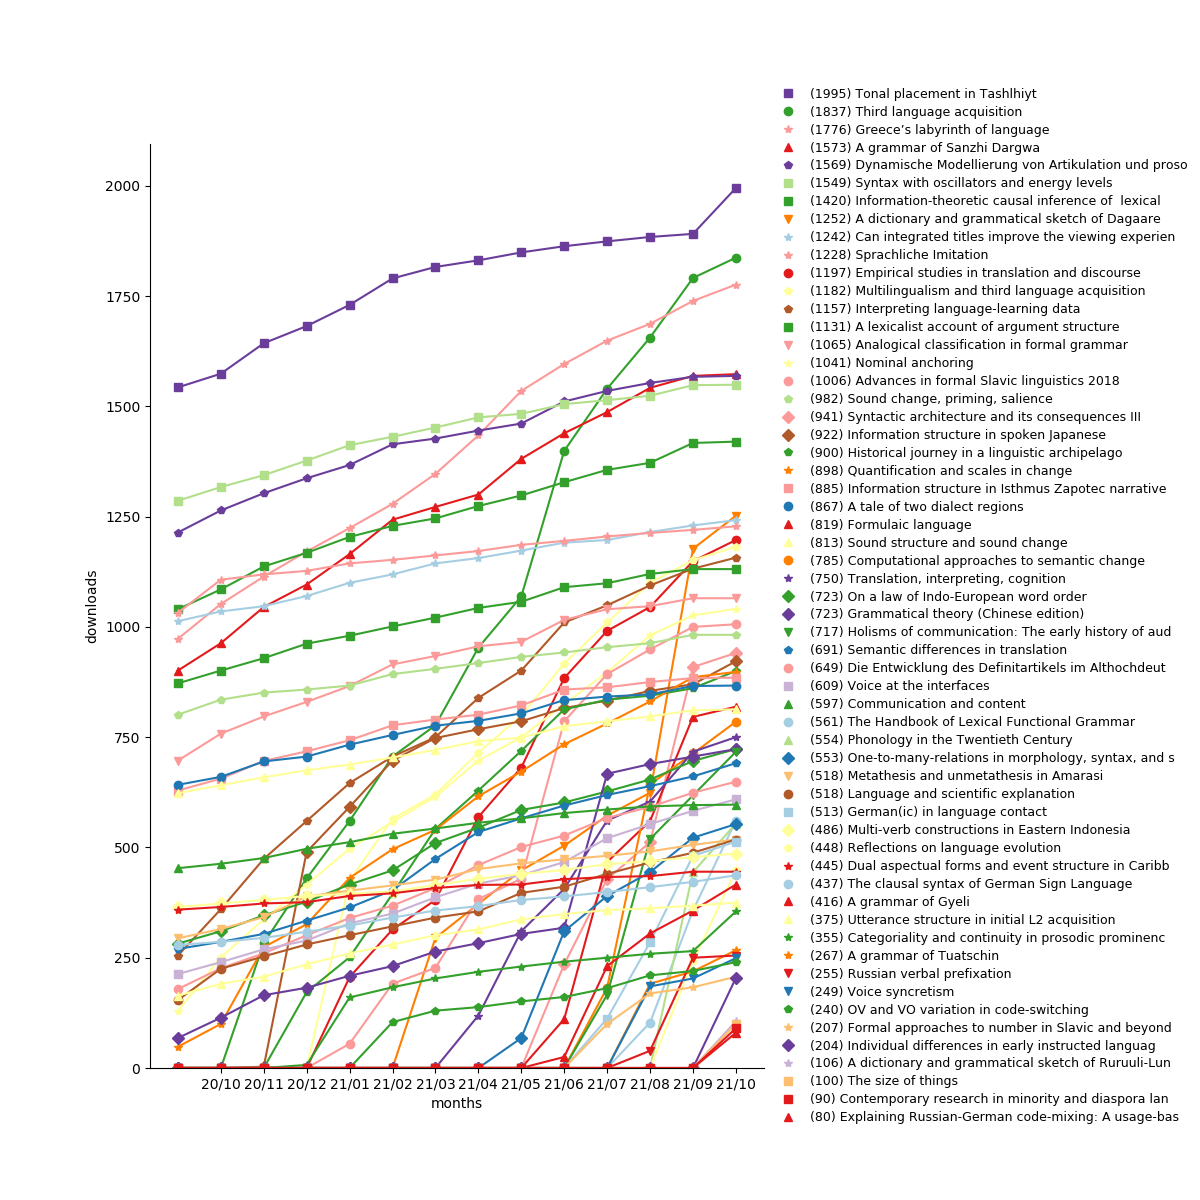 2000
1750
1500
1250
1000
750
500
250
0
downloads
20/10 20/11 20/12 21/01 21/02 21/03 21/04 21/05 21/06 21/07 21/08 21/09 21/10
months
(1995) Tonal placement in Tashlhiyt
(1837) Third language acquisition
(1776) Greece’s labyrinth of language
(1573) A grammar of Sanzhi Dargwa
(1569) Dynamische Modellierung von Artikulation und proso
(1549) Syntax with oscillators and energy levels
(1420) Information-theoretic causal inference of  lexical
(1252) A dictionary and grammatical sketch of Dagaare
(1242) Can integrated titles improve the viewing experien
(1228) Sprachliche Imitation
(1197) Empirical studies in translation and discourse
(1182) Multilingualism and third language acquisition
(1157) Interpreting language-learning data
(1131) A lexicalist account of argument structure
(1065) Analogical classification in formal grammar
(1041) Nominal anchoring
(1006) Advances in formal Slavic linguistics 2018
(982) Sound change, priming, salience
(941) Syntactic architecture and its consequences III
(922) Information structure in spoken Japanese
(900) Historical journey in a linguistic archipelago
(898) Quantification and scales in change
(885) Information structure in Isthmus Zapotec narrative
(867) A tale of two dialect regions
(819) Formulaic language
(813) Sound structure and sound change
(785) Computational approaches to semantic change
(750) Translation, interpreting, cognition
(723) On a law of Indo-European word order
(723) Grammatical theory (Chinese edition)
(717) Holisms of communication: The early history of aud
(691) Semantic differences in translation
(649) Die Entwicklung des Definitartikels im Althochdeut
(609) Voice at the interfaces
(597) Communication and content
(561) The Handbook of Lexical Functional Grammar
(554) Phonology in the Twentieth Century
(553) One-to-many-relations in morphology, syntax, and s
(518) Metathesis and unmetathesis in Amarasi
(518) Language and scientific explanation
(513) German(ic) in language contact
(486) Multi-verb constructions in Eastern Indonesia
(448) Reflections on language evolution
(445) Dual aspectual forms and event structure in Caribb
(437) The clausal syntax of German Sign Language
(416) A grammar of Gyeli
(375) Utterance structure in initial L2 acquisition
(355) Categoriality and continuity in prosodic prominenc
(267) A grammar of Tuatschin
(255) Russian verbal prefixation
(249) Voice syncretism
(240) OV and VO variation in code-switching
(207) Formal approaches to number in Slavic and beyond
(204) Individual differences in early instructed languag
(106) A dictionary and grammatical sketch of Ruruuli-Lun
(100) The size of things
(90) Contemporary research in minority and diaspora lan
(80) Explaining Russian-German code-mixing: A usage-bas